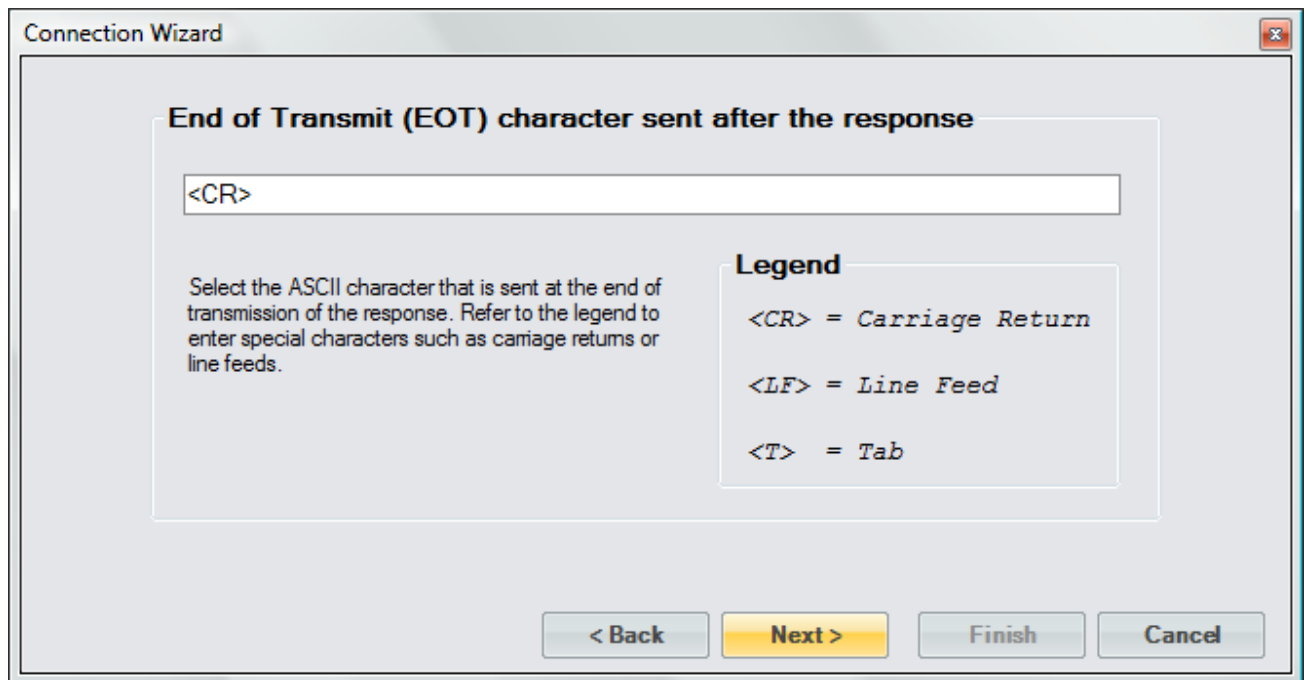 Connection Wizard
x
End of Transmit (EOT) character sent after the response
<CR>
Select the ASCII character that is sent at the end of
transmission of the response. Refer to the legend to
enter special characters such as carriage returns or
line feeds.
Legend
<CR> = Carriage Return
<LF> = Line Feed
<T> = Tab
< Back Next > Finish Cancel